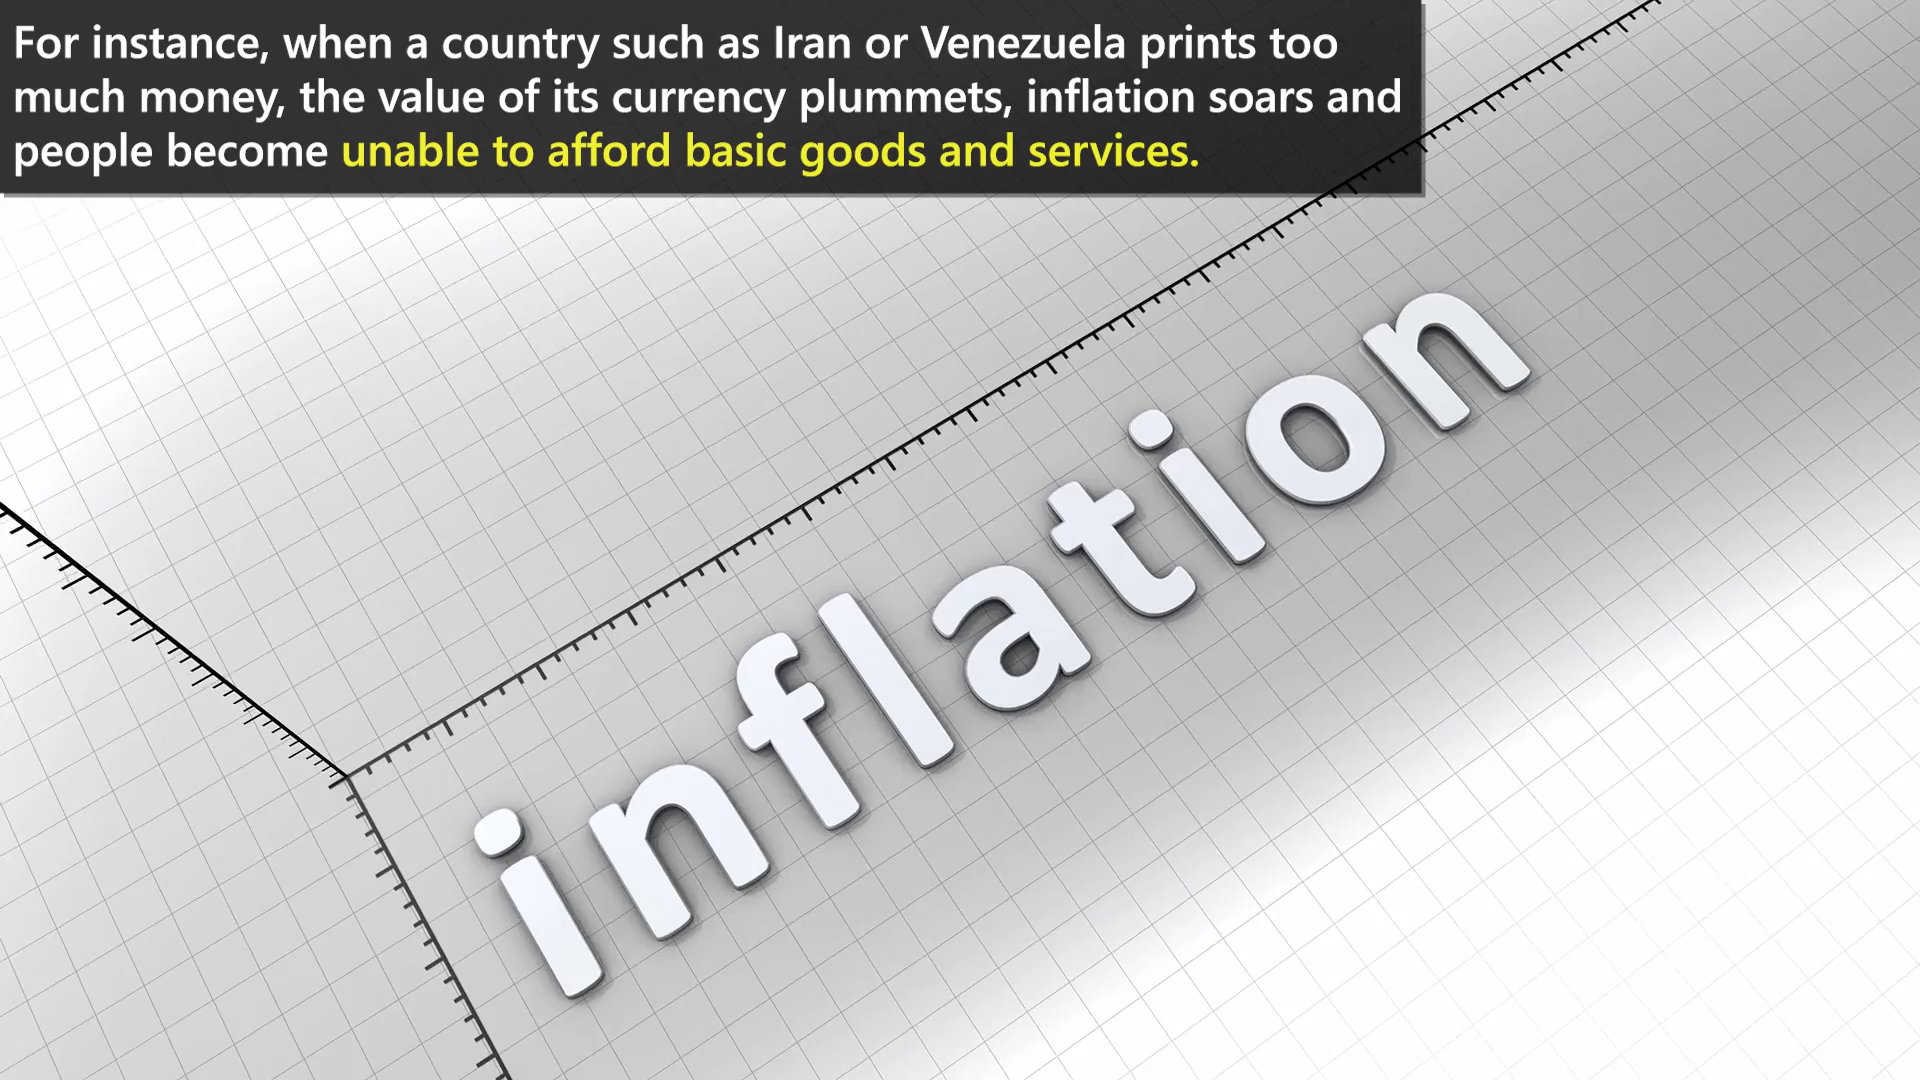 For instance, when a country such as Iran or Venezuela prints too
much money, the value of its currency plummets, inflation soars and
people become unable to afford basic goods and services.
inflation